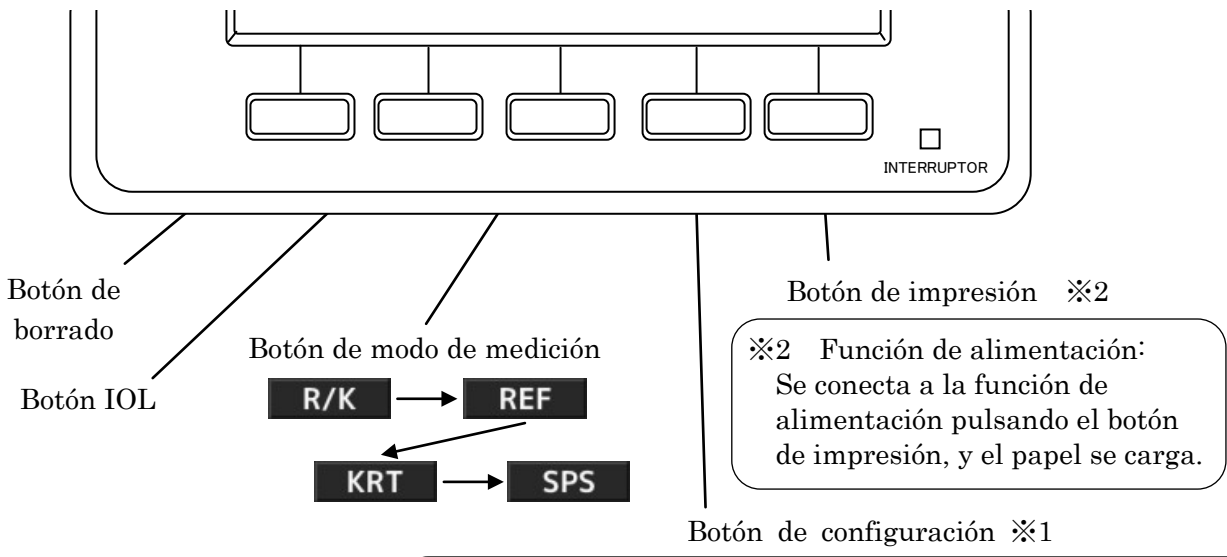 INTERRUPTOR
Botón de
borrado
Botón IOL
Botón de modo de medición
R/K
REF
KRT
SPS
Botón de impresión ※2
※2 Función de alimentación:
Se conecta a la función de
alimentación pulsando el botón
de impresión, y el papel se carga.
Botón de configuración ※1